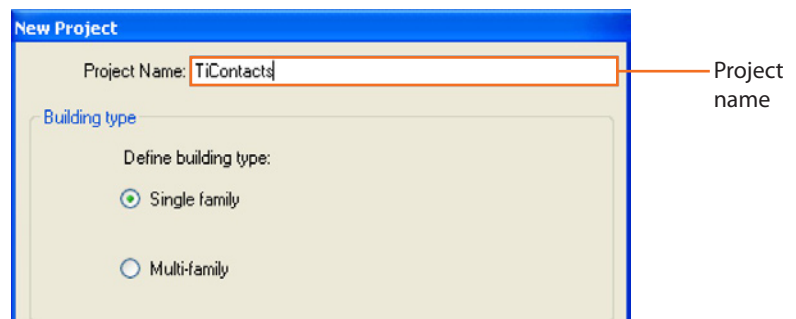 New Project
Project Name: TiContacts
Project
name
Building type
Define building type:
Single family
Multi-family